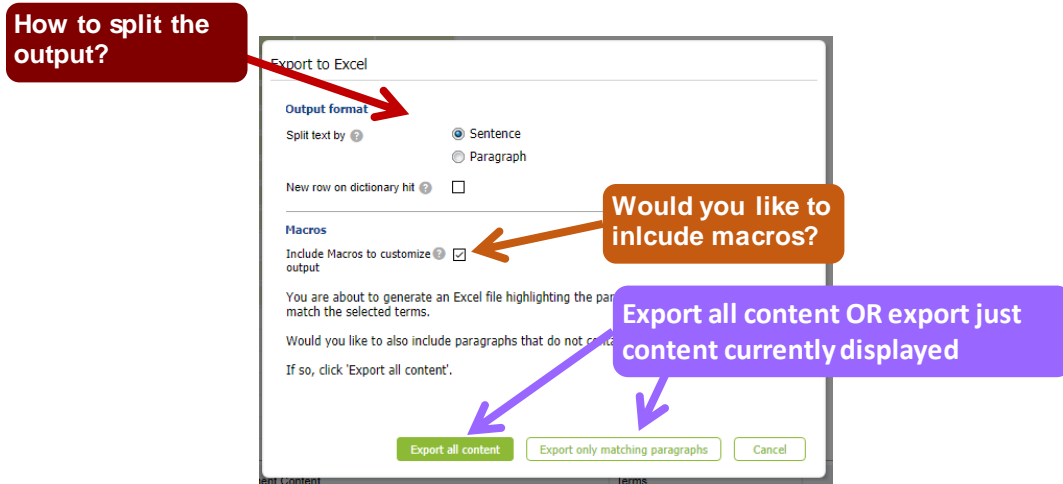 How to split the
output?
Export to Excel
Output format
Split text by
Sentence
Paragraph
New row on dictionary hit
Would you like to
inlcude macros?
Macros
Include Macros to customize
output
You are about to generate an Excel file highlighting the
match the selected terms.
Export all content OR export just
content currently displayed
Would you like to also include paragraphs that do not
If so, click 'Export all content'.
Export all content
Export only matching paragraphs
Cancel
Content
Terms